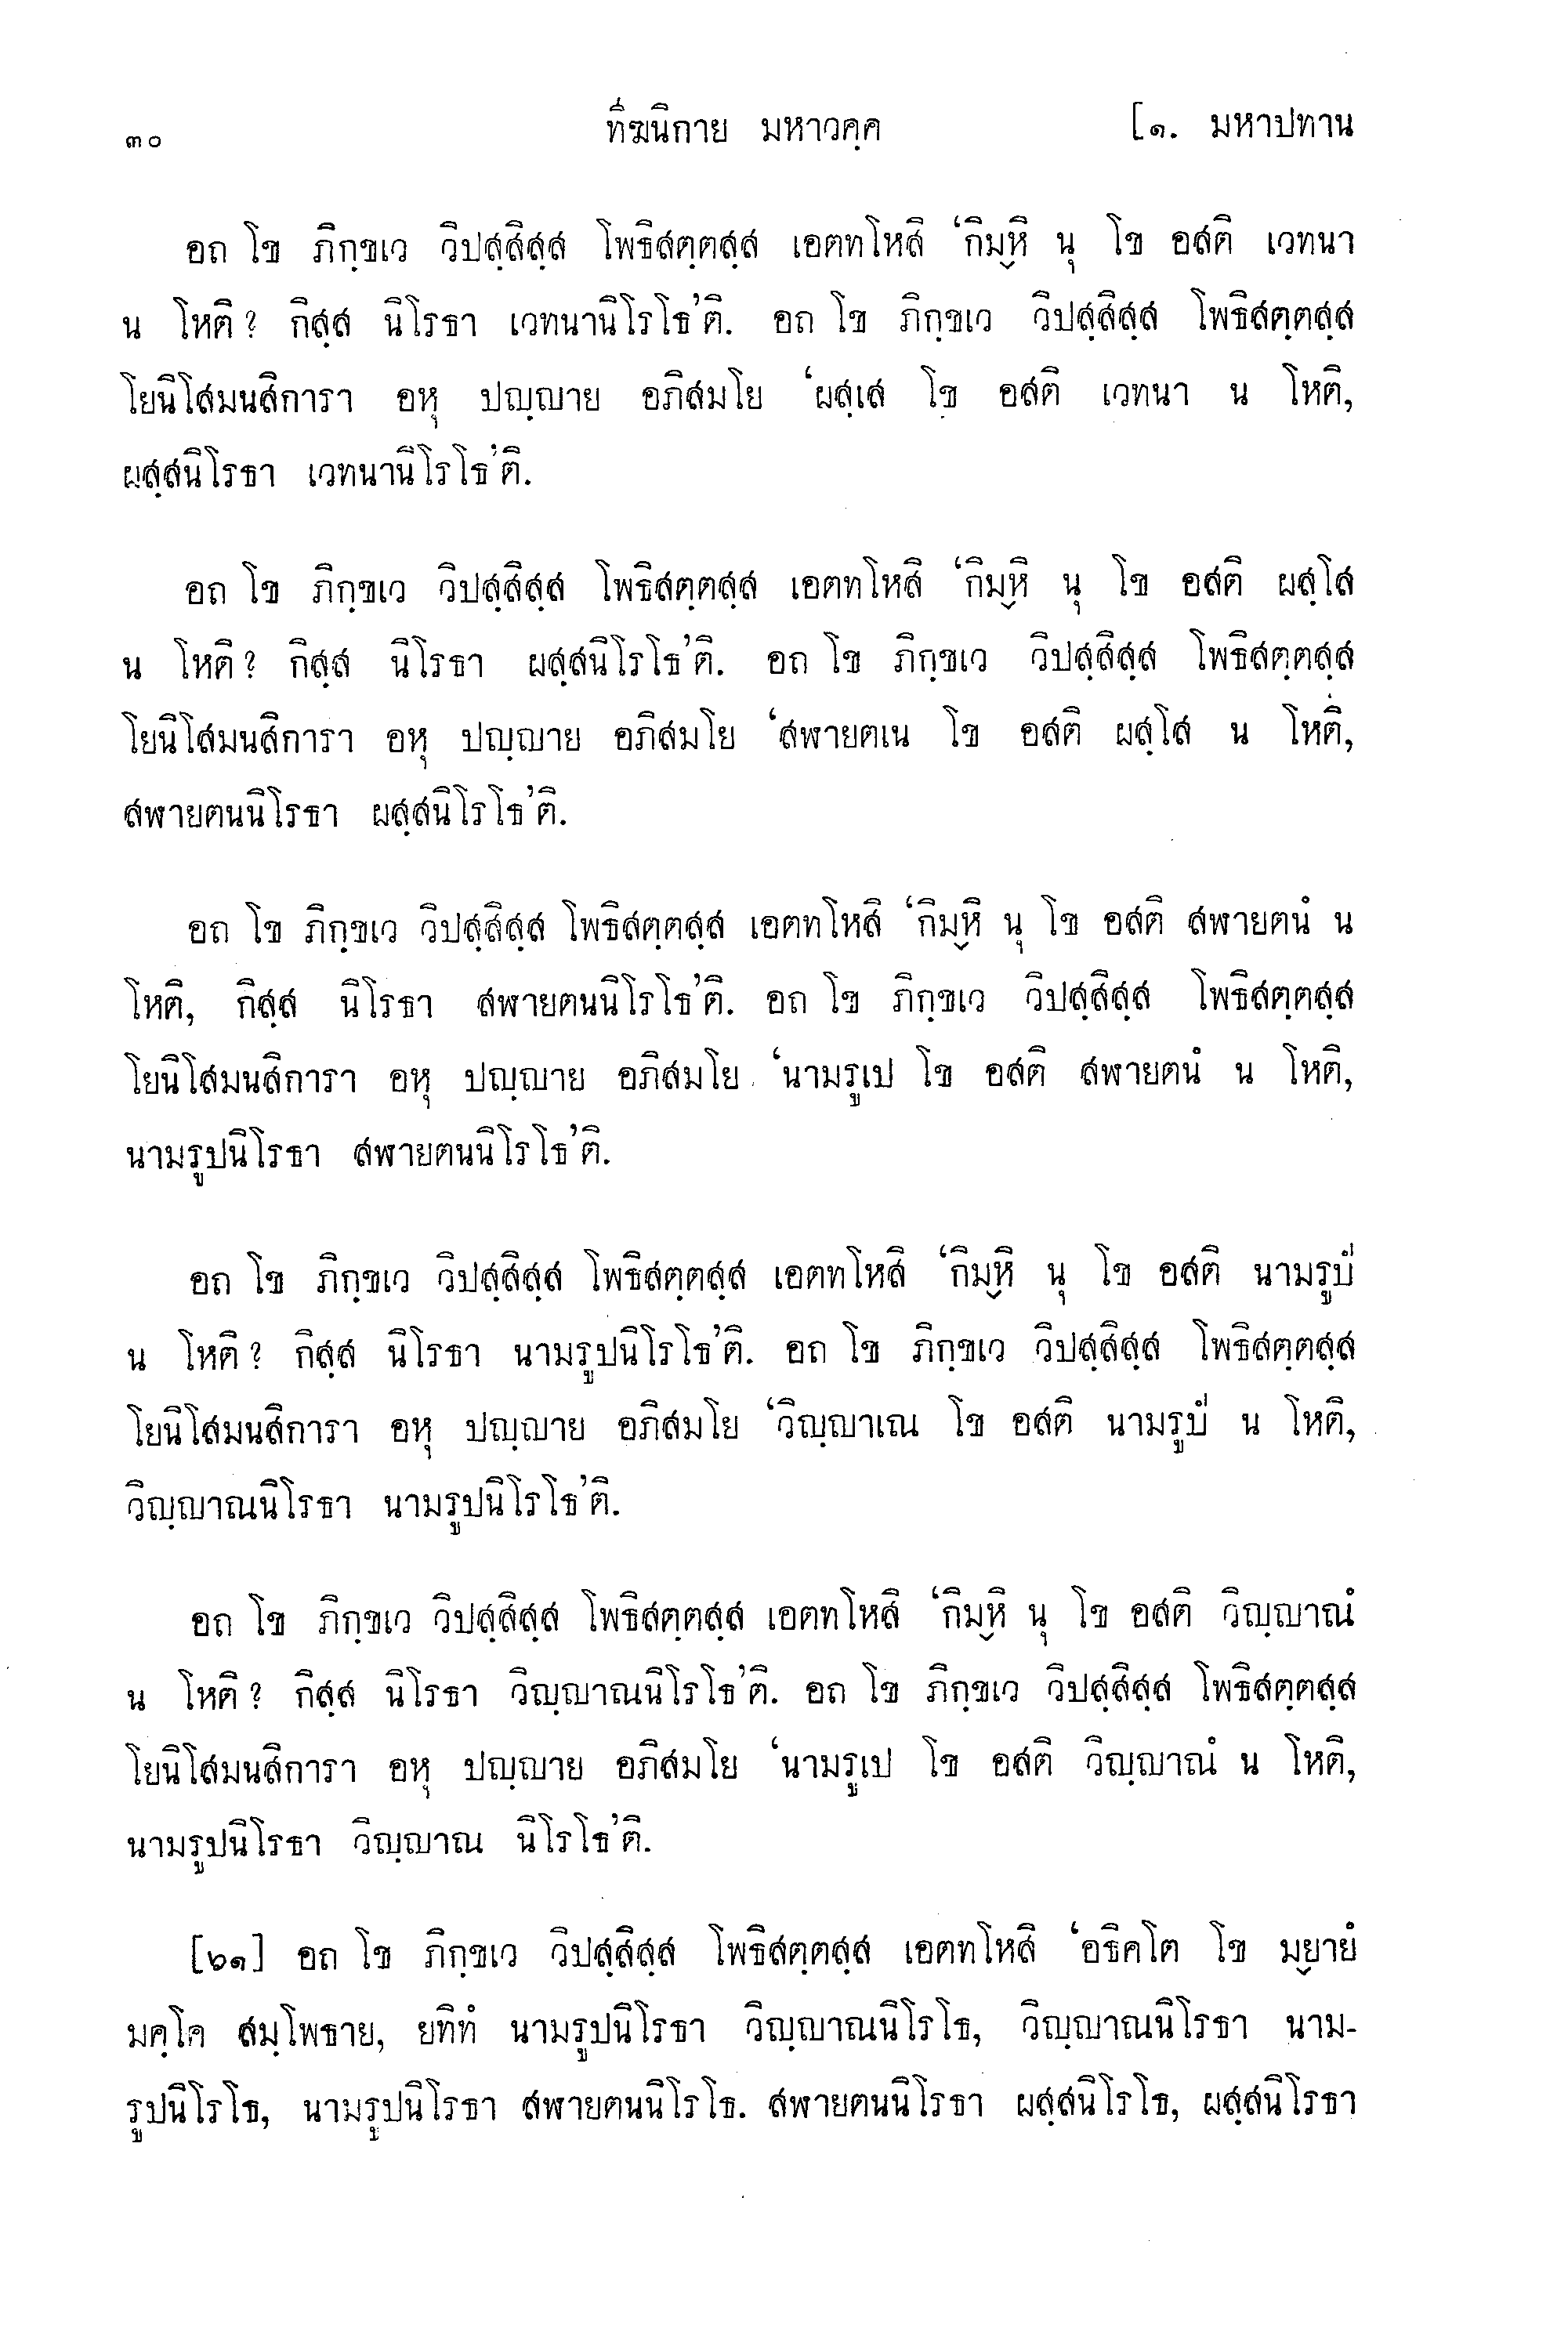 ๓๐ ทีฆนิกาย มหาวคฺค [๑. มหาปทาน
อถ โข ภิกฺขเว วิปสฺสิสฺส โพธิสตฺตสฺส เอตทโหสิ ‘กิมฺหิ นุ โข อสติ เวทนา
น โหติ ? กิสฺส นิโรธา เวทนานิโรโธ’ติ. อถ โข ภิกฺขเว วิปสฺสิสฺส โพธิสตฺตสฺส
โยนิโสมนสิการา อหุ ปญฺญาย อภิสมโย ‘ผสฺเส โข อสติ เวทนา น โหติ,
ผสฺสนิโรธา เวทนานิโรโธ’ติ.
อถ โข ภิกฺขเว วิปสฺสิสฺส โพธิสตฺตสฺส เอตทโหสิ ‘กิมฺหิ นุ โข อสติ ผสฺโส
น โหติ ? กิสฺส นิโรธา ผสฺสนิโรโธ’ติ. อถ โข ภิกฺขเว วิปสฺสิสฺส โพธิสตฺตสฺส
โยนิโสมนสิการา อหุ ปญฺญาย อภิสมโย ‘สฬายตเน โข อสติ ผสฺโส น โหติ,
สฬายตนนิโรธา ผสฺสนิโรโธ’ติ.
อถ โข ภิกฺขเว วิปสฺสิสฺส โพธิสตฺตสฺส เอตทโหสิ ‘กิมฺหิ นุ โข อสติ สฬายตนํ น
โหติ, กิสฺส นิโรธา สฬายตนนิโรโธ’ติ. อถ โข ภิกฺขเว วิปสฺสิสฺส โพธิสตฺตสฺส
โยนิโสมนสิการา อหุ ปญฺญาย อภิสมโย ‘นามรูเป โข อสติ สฬายตนํ น โหติ,
นามรูปนิโรธา สฬายตนนิโรโธ’ติ.
อถ โข ภิกฺขเว วิปสฺสิสฺส โพธิสตฺตสฺส เอตทโหสิ ‘กิมฺหิ นุ โข อสติ นามรูปํ
น โหติ ? กิสฺส นิโรธา นามรูปนิโรโธ’ติ. อถ โข ภิกฺขเว วิปสฺสิสฺส โพธิสตฺตสฺส
โยนิโสมนสิการา อหุ ปญฺญาย อภิสมโย ‘วิญฺญาเณ โข อสติ นามรูปํ น โหติ,
วิญฺญาณนิโรธา นามรูปนิโรโธ’ติ.
อถ โข ภิกฺขเว วิปสฺสิสฺส โพธิสตฺตสฺส เอตทโหสิ ‘กิมฺหิ นุ โข อสติ วิญฺญาณํ
น โหติ ? กิสฺส นิโรธา วิญฺญาณนิโรโธ’ติ. อถ โข ภิกฺขเว วิปสฺสิสฺส โพธิสตฺตสฺส
โยนิโสมนสิการา อหุ ปญฺญาย อภิสมโย ‘นามรูเป โข อสติ วิญฺญาณํ น โหติ,
นามรูปนิโรธา วิญฺญาณ นิโรโธ’ติ.
[๖๑] อถ โข ภิกฺขเว วิปสฺสิสฺส โพธิสตฺตสฺส เอตทโหสิ ‘อธิคโต โข มฺยายํ
มคฺโค สมฺโพธาย, ยทิทํ นามรูปนิโรธา วิญฺญาณนิโรโธ, วิญฺญาณนิโรธา นาม-
รูปนิโรโธ, นามรูปนิโรธา สฬายตนนิโรโธ. สฬายตนนิโรธา ผสฺสนิโรโธ, ผสฺสนิโรธา